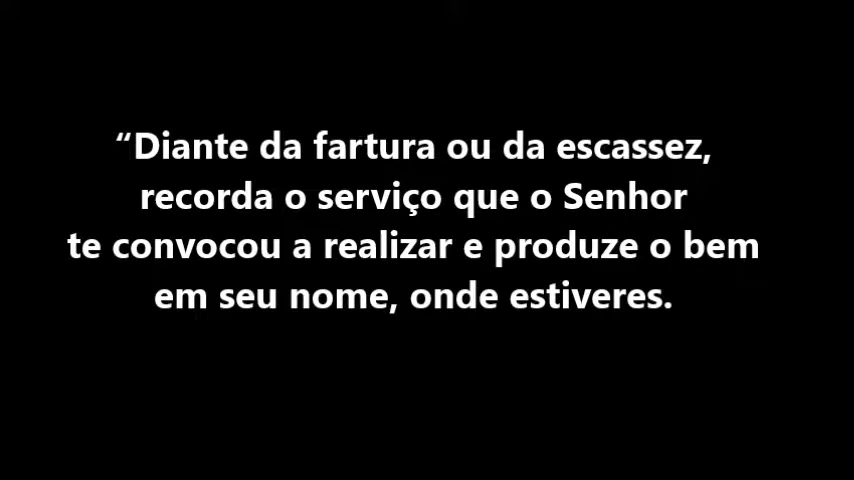 “Diante da fartura ou da escassez,
recorda o serviço que o Senhor
te convocou a realizar e produze o bem
em seu nome, onde estiveres.